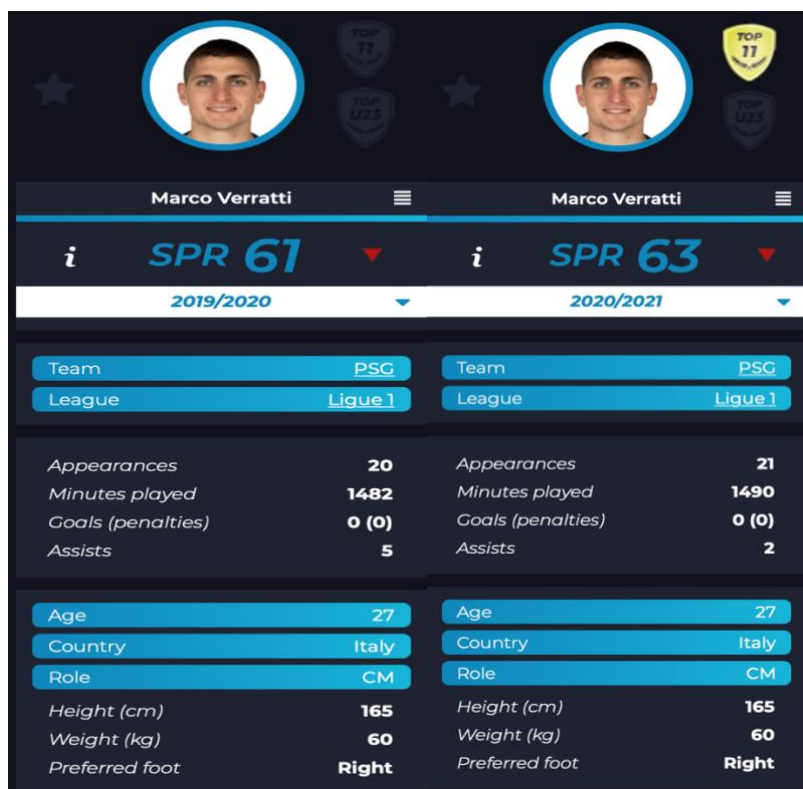 TOP
11
TOP
U23
Marco Verratti
i SPR 61
2019/2020
Team PSG
League Ligue 1
Appearances 20
Minutes played 1482
Goals (penalties) 0 (0)
Assists 5
Age 27
Country Italy
Role CM
Height (cm) 165
Weight (kg) 60
Preferred foot Right
TOP
11
TOP
U23
Marco Verratti
i SPR 63
2020/2021
Team PSG
League Ligue 1
Appearances 21
Minutes played 1490
Goals (penalties) 0 (0)
Assists 2
Age 27
Country Italy
Role CM
Height (cm) 165
Weight (kg) 60
Preferred foot Right